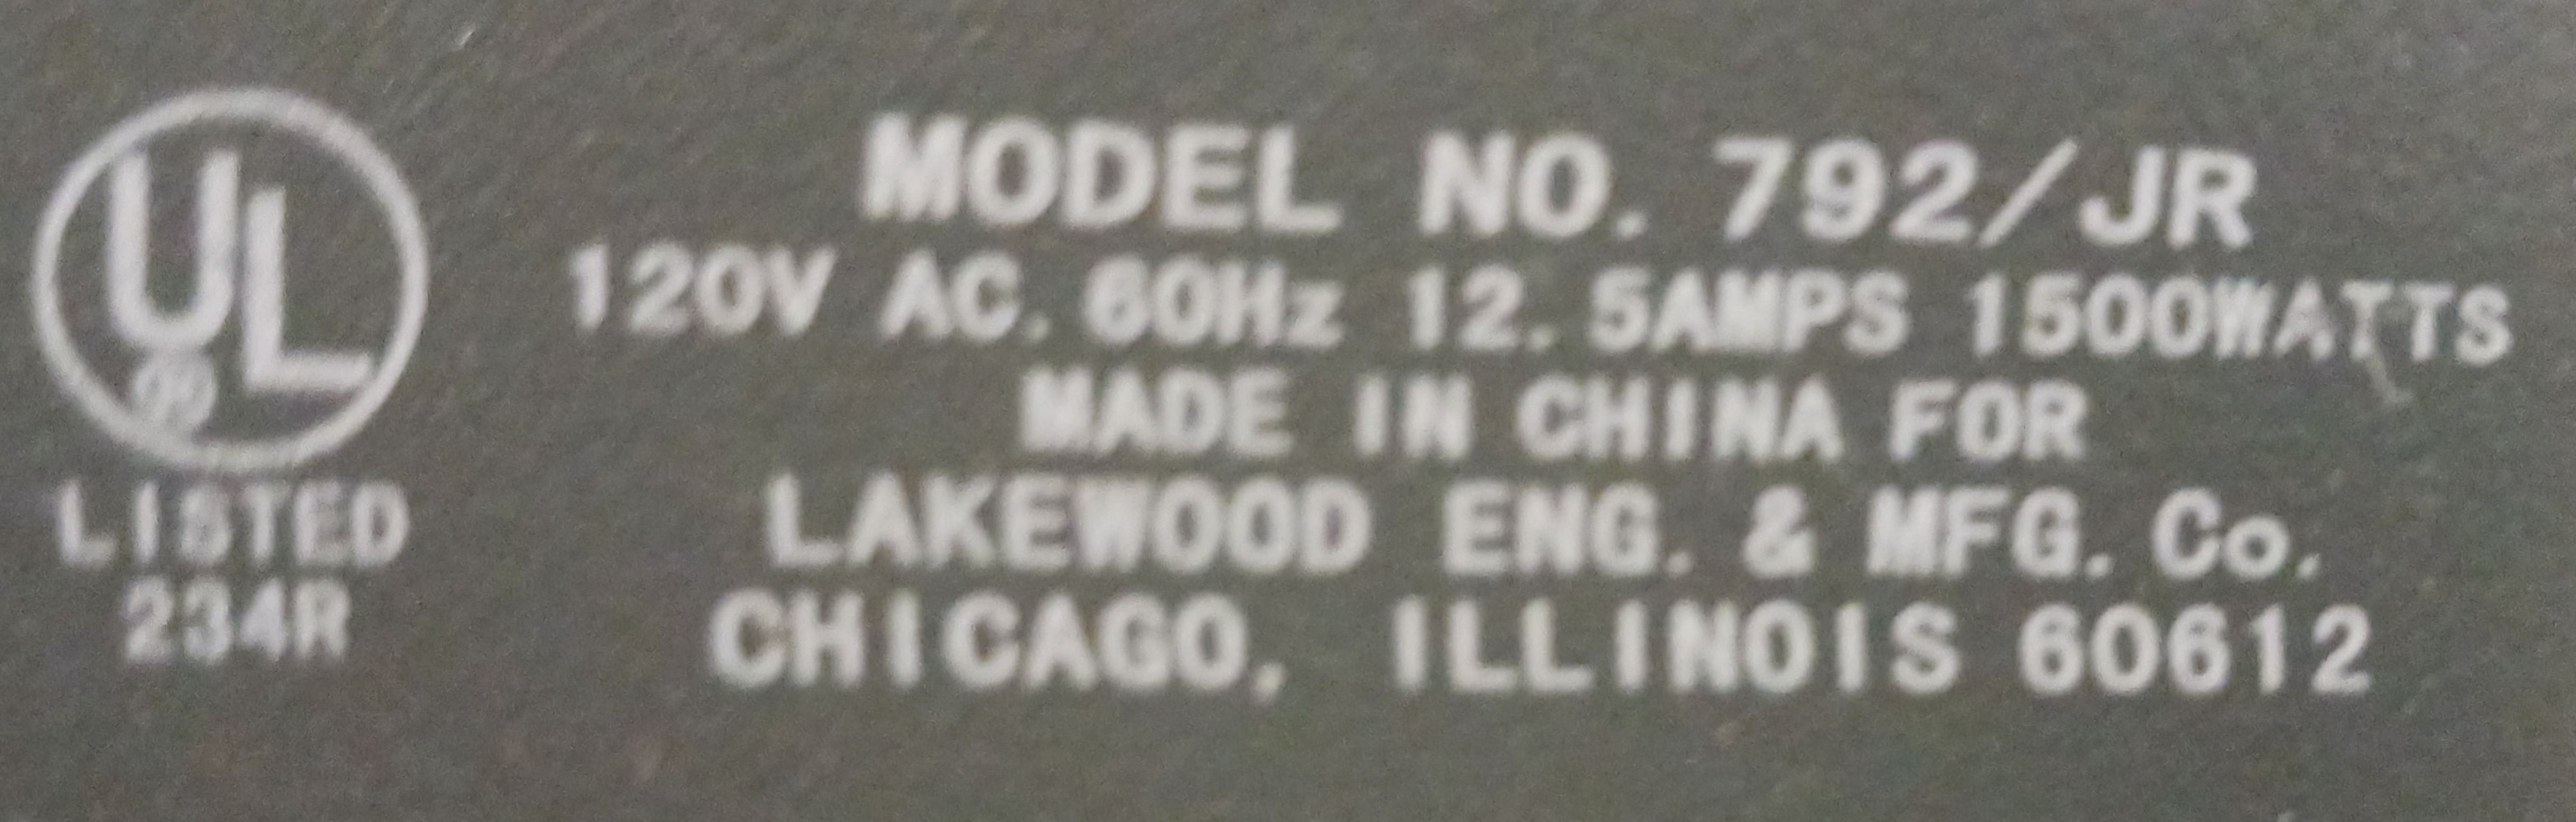 UL
®
LISTED
234R
MODEL NO. 792/JR
120V AC. 60Hz 12.5AMPS 1500WATTS
MADE IN CHINA FOR
LAKEWOOD ENG. & MFG. Co.
CHICAGO, ILLINOIS 60612